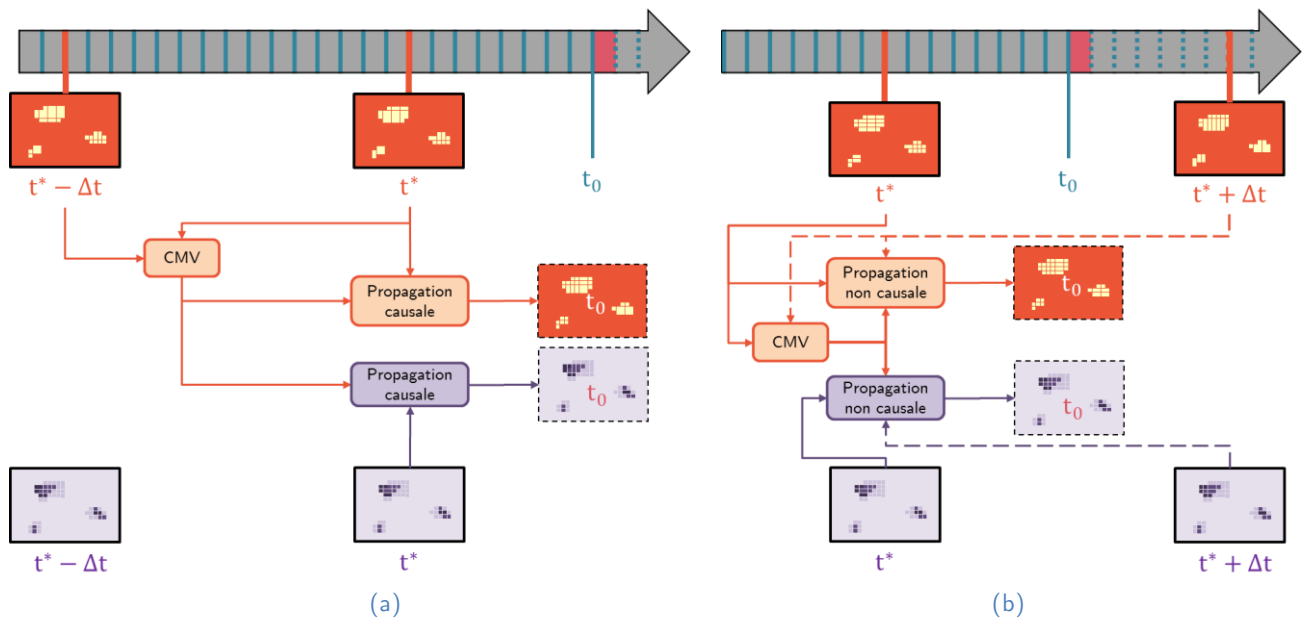 t* − Δt
t*
t₀
CMV
Propagation
causale
t₀
Propagation
causale
t₀
t* − Δt
t*
(a)
t*
t₀
t* + Δt
Propagation
non causale
t₀
CMV
Propagation
non causale
t₀
t*
t* + Δt
(b)